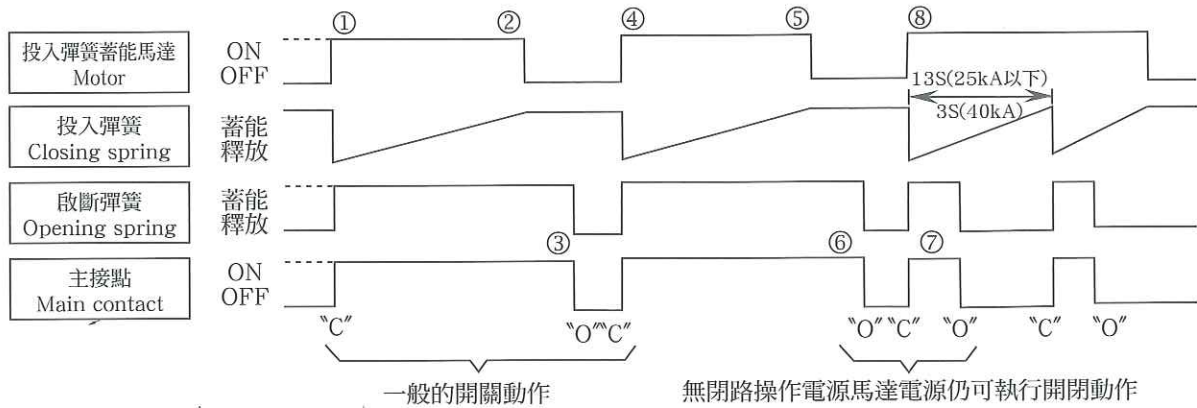 ① ② ④ ⑤ ⑧
投入彈簧蓄能馬達
Motor
ON
OFF
13S(25kA以下)
3S(40kA)
投入彈簧
Closing spring
蓄能
釋放
啟斷彈簧
Opening spring
蓄能
釋放
③ ⑥ ⑦
主接點
Main contact
ON
OFF
〝C〞 〝O〞〝C〞 〝O〞 〝C〞 〝O〞 〝C〞 〝O〞
一般的開關動作
無閉路操作電源馬達電源仍可執行開閉動作